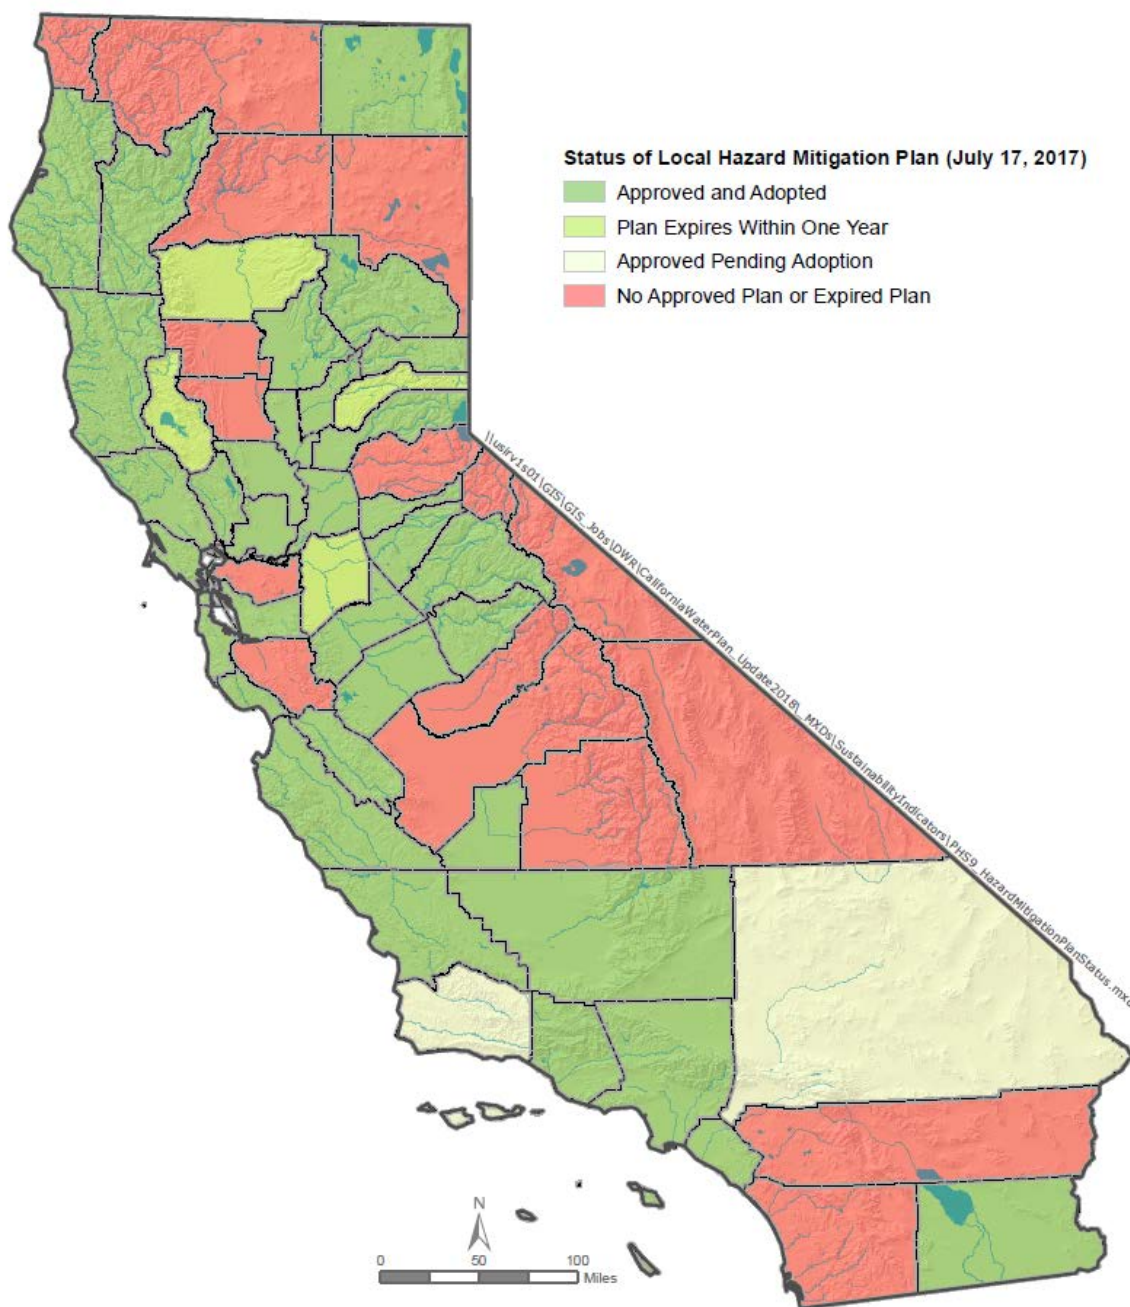 Status of Local Hazard Mitigation Plan (July 17, 2017)
Approved and Adopted
Plan Expires Within One Year
Approved Pending Adoption
No Approved Plan or Expired Plan
\\usirv1s01\GIS\GIS_Jobs\DWR\CaliforniaWaterPlan_Update2018\_MXDs\SustainabilityIndicators\PHS9_HazardMitigationPlanStatus.mxd
N
0 50 100
Miles